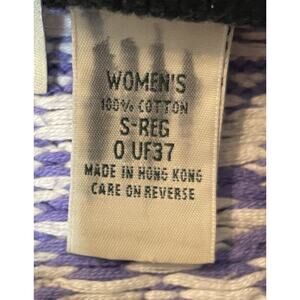 WOMEN'S
100% COTTON
S-REG
0 UF37
MADE IN HONG KONG
CARE ON REVERSE